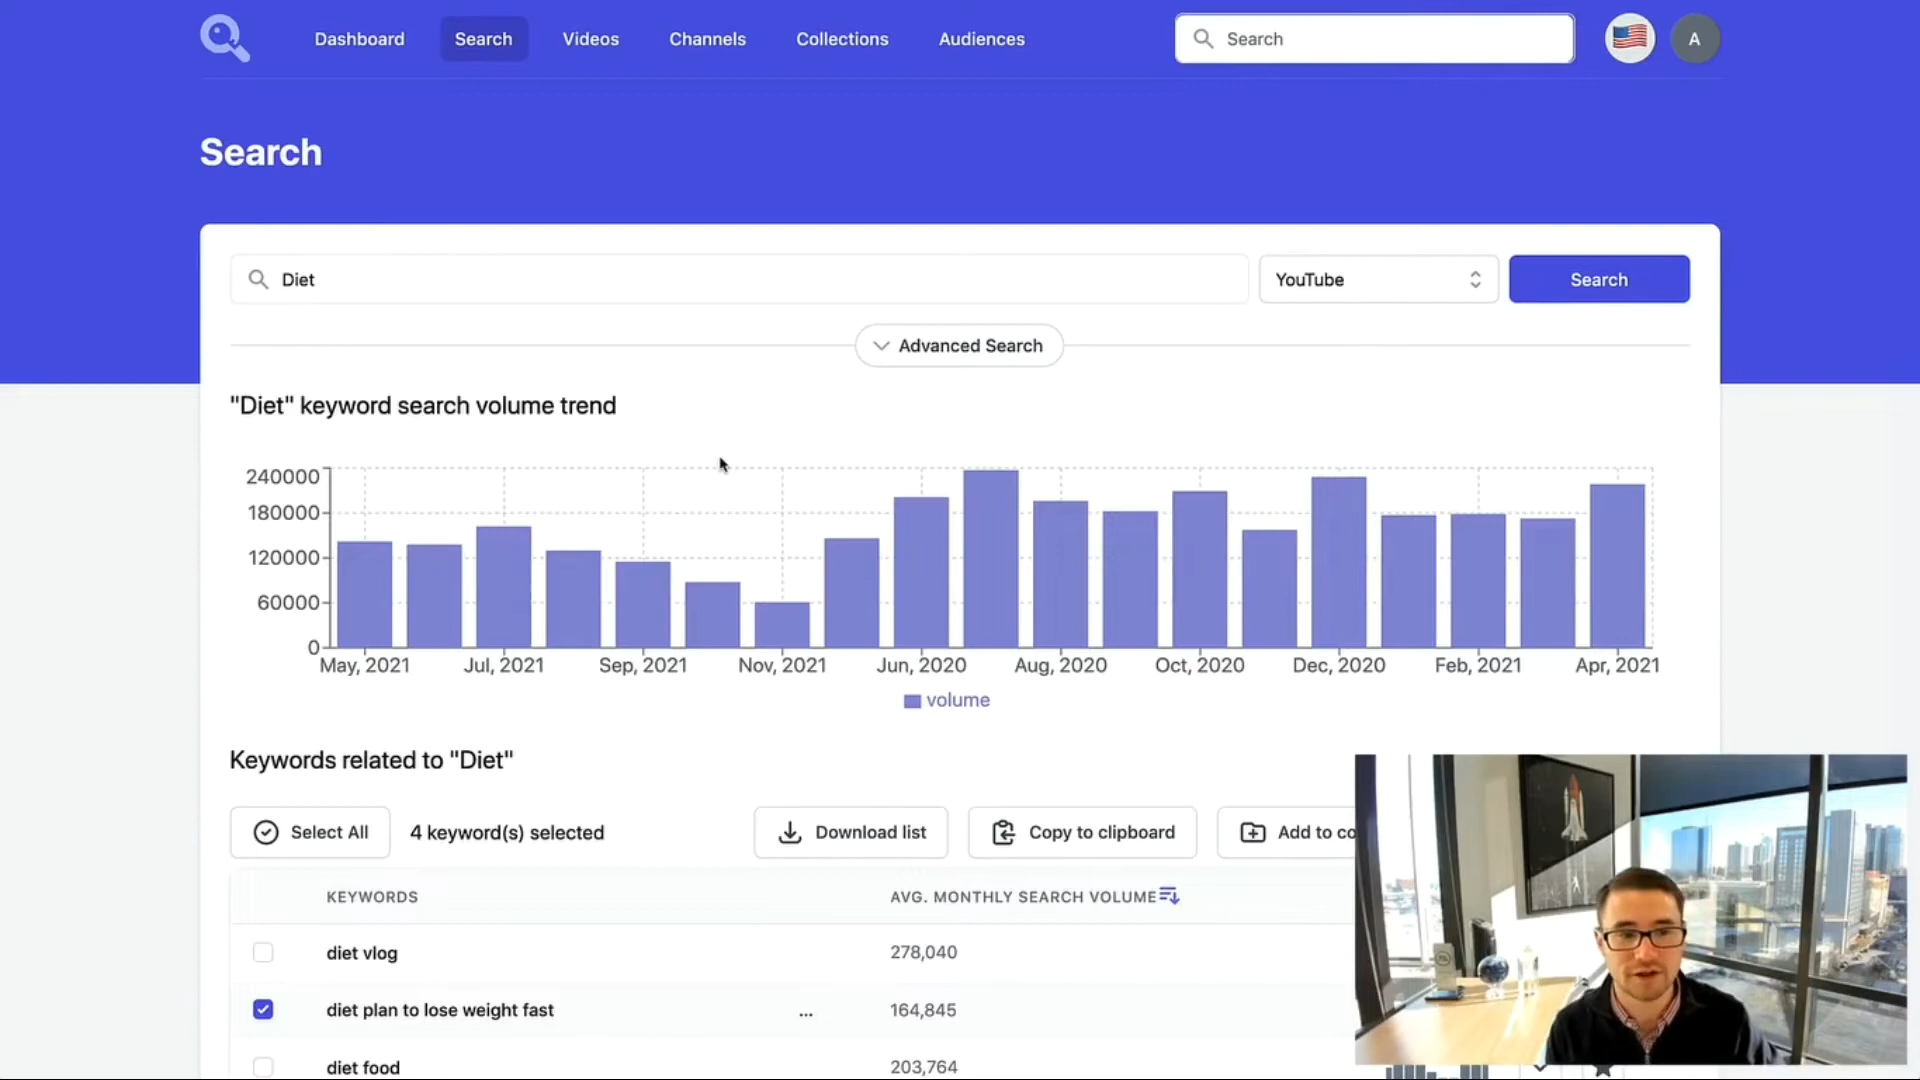 Dashboard Search Videos Channels Collections Audiences Search A
Search
Diet YouTube Search
Advanced Search
"Diet" keyword search volume trend
240000
180000
120000
60000
0
May, 2021 Jul, 2021 Sep, 2021 Nov, 2021 Jun, 2020 Aug, 2020 Oct, 2020 Dec, 2020 Feb, 2021 Apr, 2021
volume
Keywords related to "Diet"
Select All 4 keyword(s) selected Download list Copy to clipboard Add to co
KEYWORDS AVG. MONTHLY SEARCH VOLUME
diet vlog 278,040
diet plan to lose weight fast ... 164,845
diet food 203,764